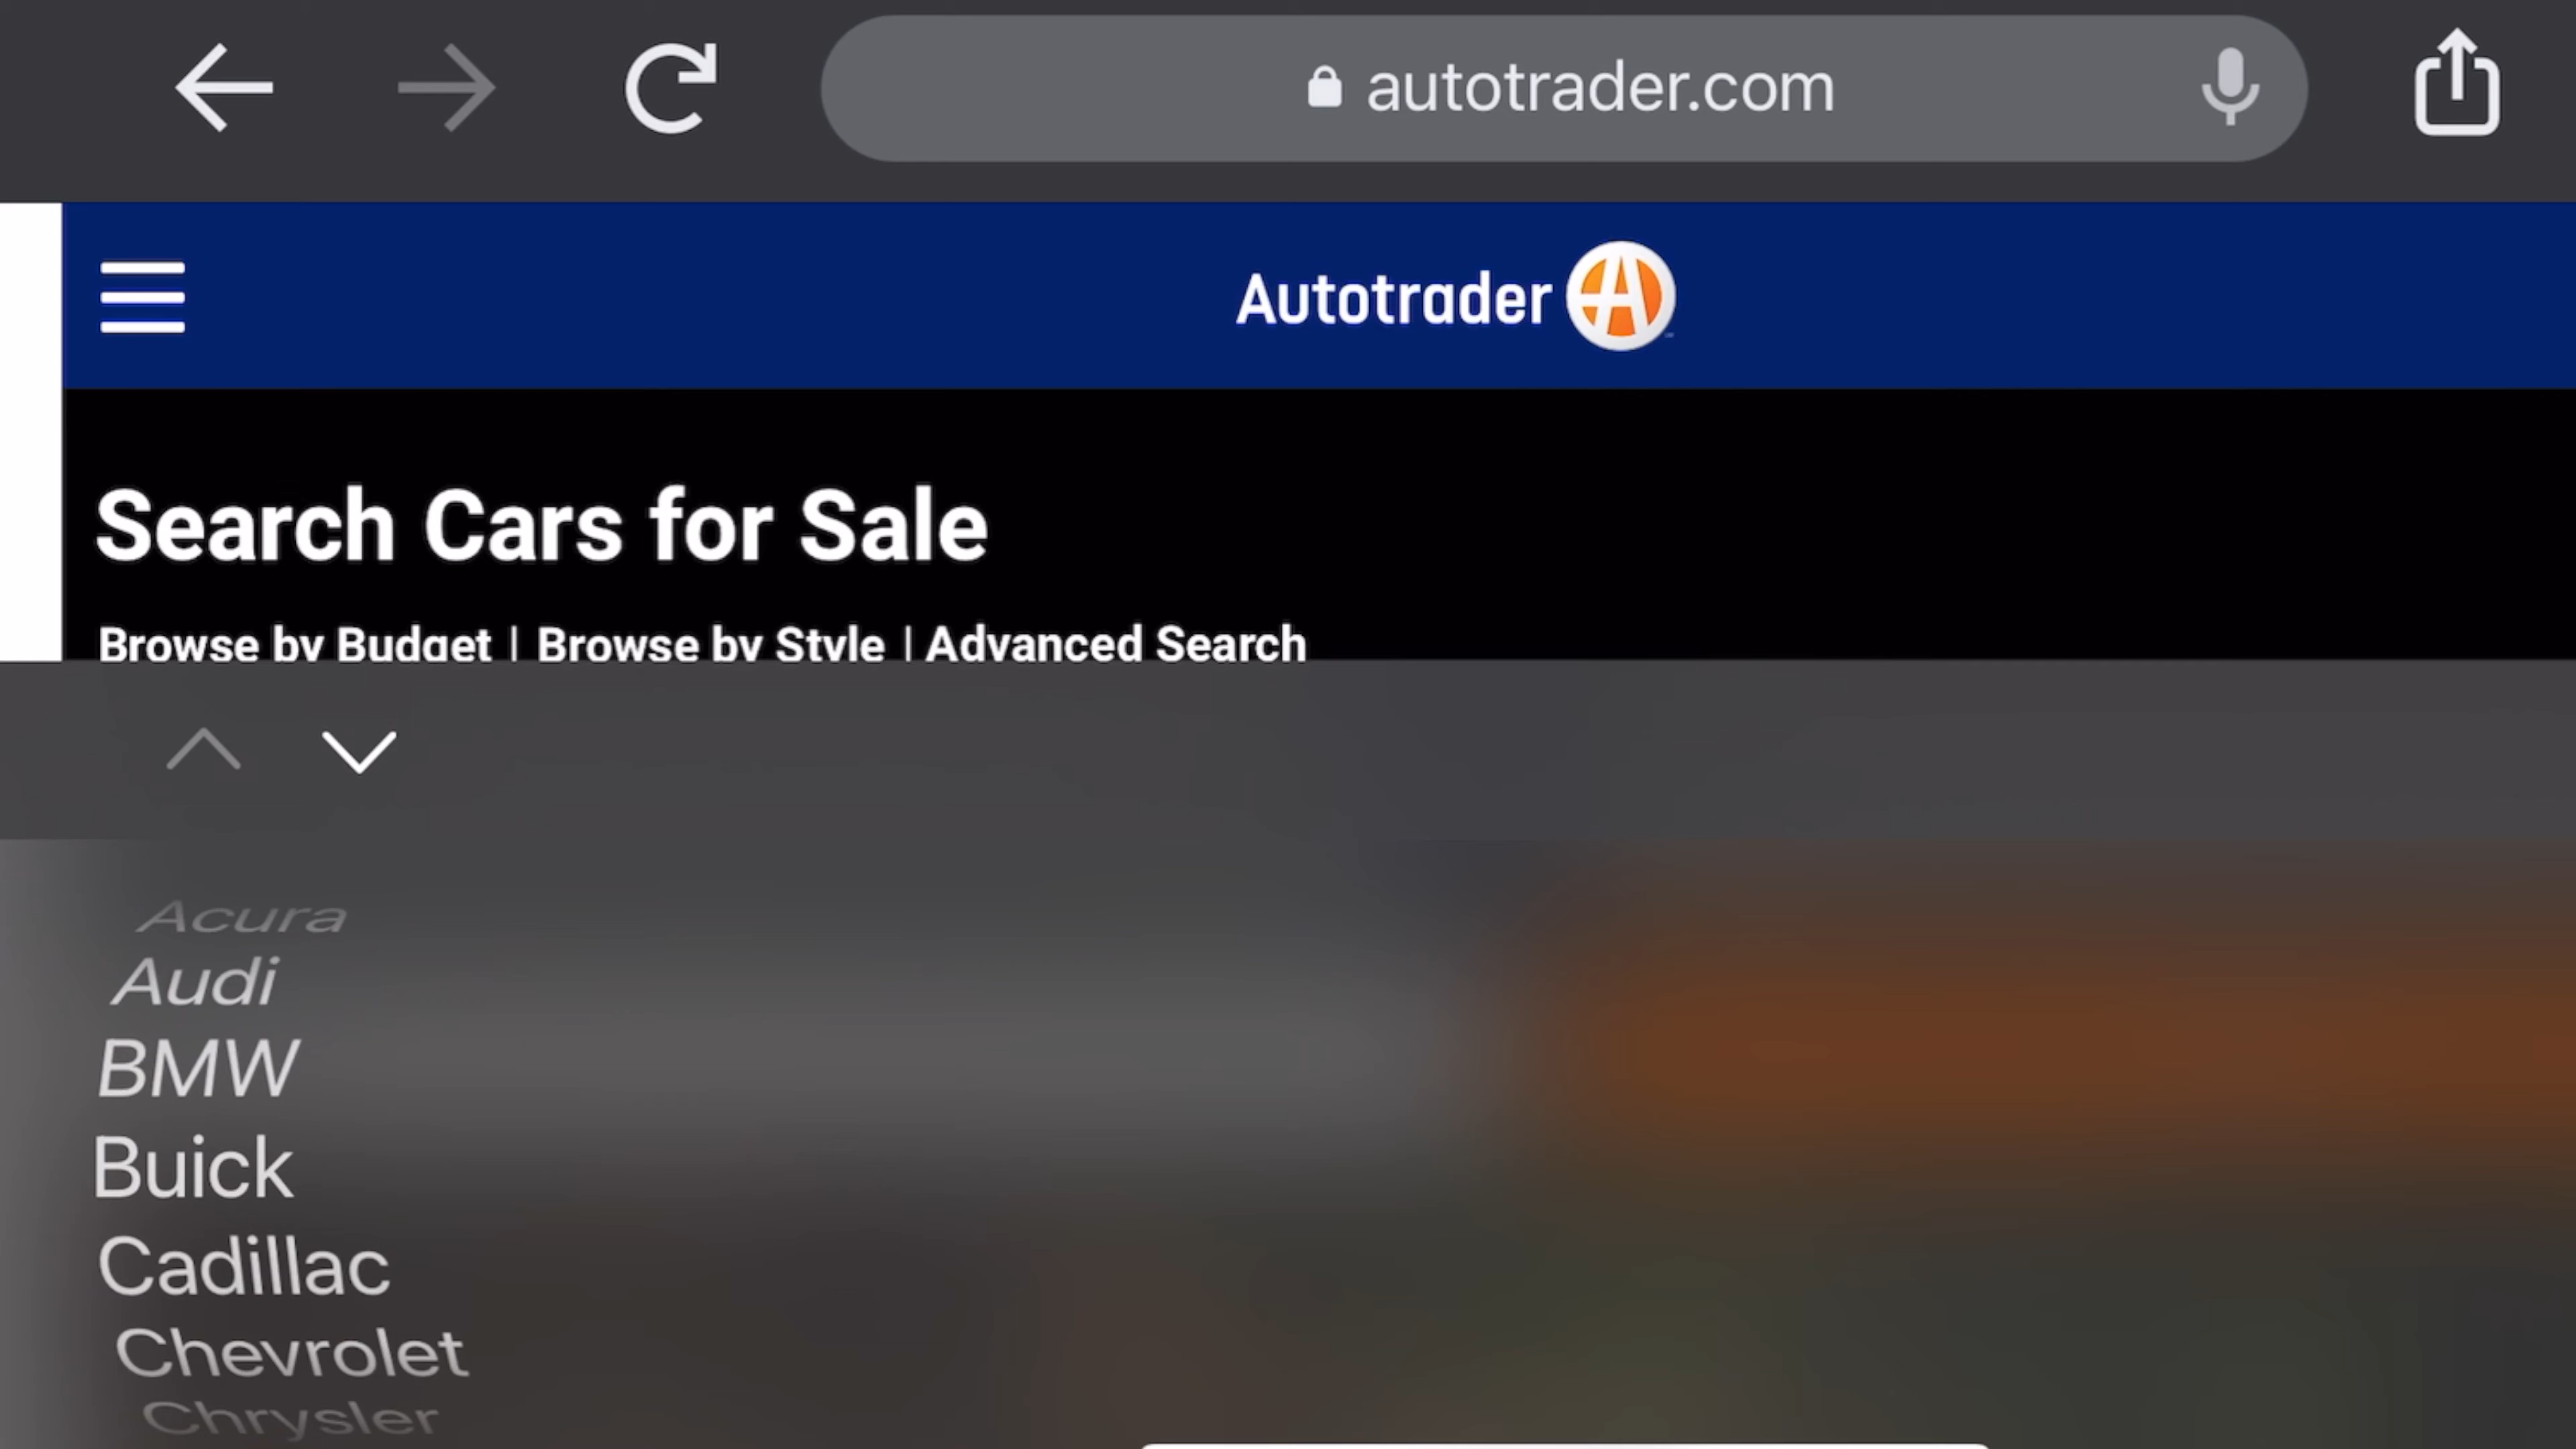 autotrader.com
Autotrader
Search Cars for Sale
Browse by Budget | Browse by Style | Advanced Search
Acura
Audi
BMW
Buick
Cadillac
Chevrolet
Chrysler